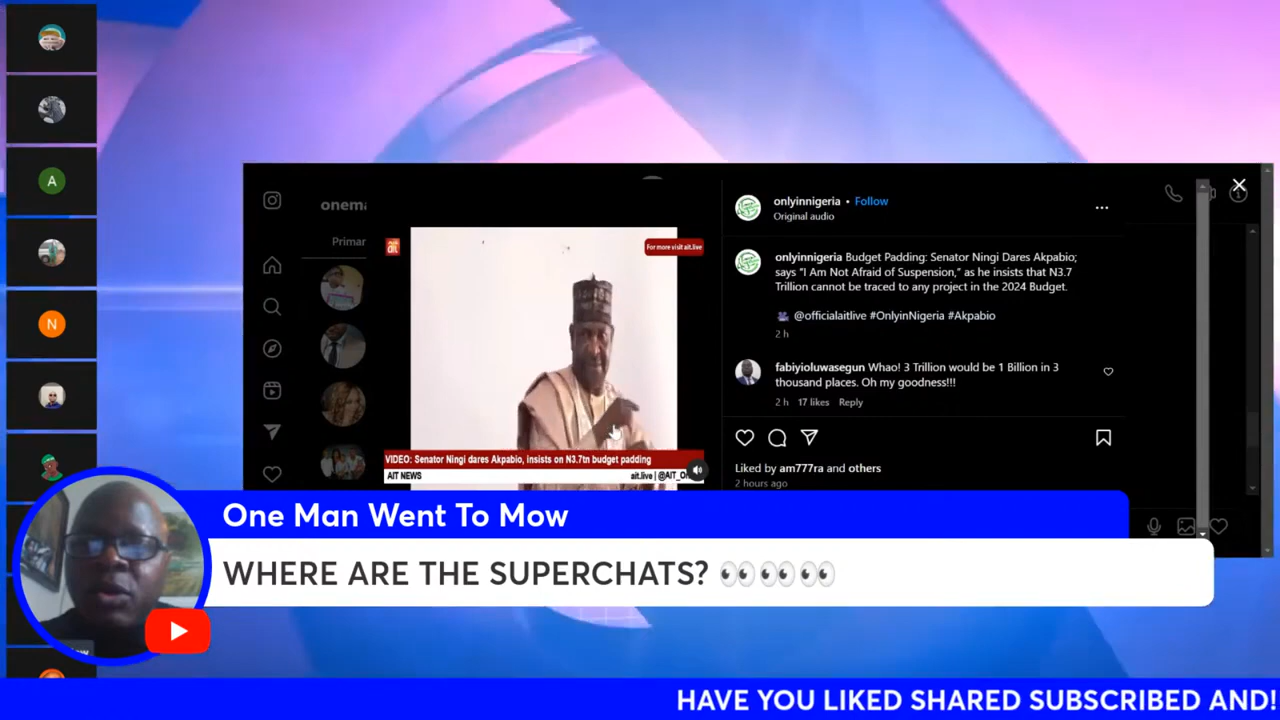 A
N
onema
Primar
ait
For more visit ait.live
VIDEO: Senator Ningi dares Akpabio, insists on N3.7tn budget padding
AIT NEWS
ait.live | @AIT_O
onlyinnigeria • Follow
Original audio
onlyinnigeria Budget Padding: Senator Ningi Dares Akpabio;
says “I Am Not Afraid of Suspension,” as he insists that N3.7
Trillion cannot be traced to any project in the 2024 Budget.
@officialaitlive #OnlyinNigeria #Akpabio
2 h
fabiyioluwasegun Whao! 3 Trillion would be 1 Billion in 3
thousand places. Oh my goodness!!!
2 h 17 likes Reply
Liked by am777ra and others
2 hours ago
One Man Went To Mow
WHERE ARE THE SUPERCHATS? 👀👀👀
HAVE YOU LIKED SHARED SUBSCRIBED AND!